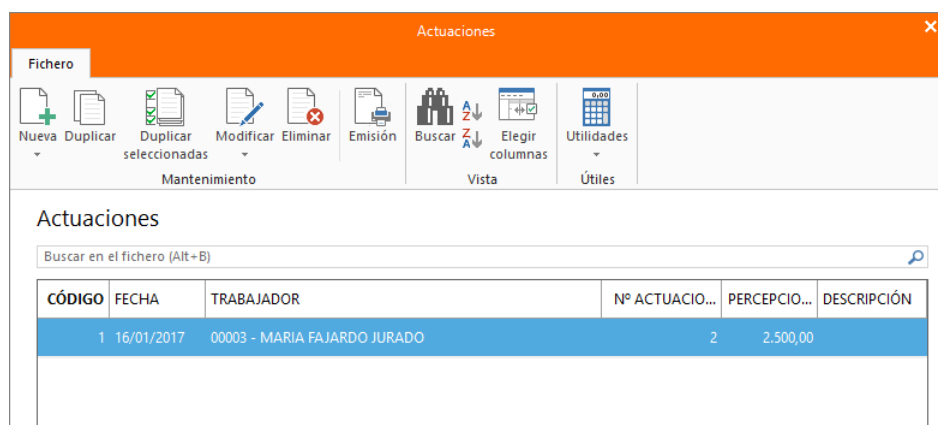 Actuaciones
Fichero
Nueva Duplicar Duplicar seleccionadas Modificar Eliminar Emisión Buscar Elegir columnas Utilidades
Mantenimiento Vista Útiles
Actuaciones
Buscar en el fichero (Alt+B)
CÓDIGO FECHA TRABAJADOR Nº ACTUACIO... PERCEPCIO... DESCRIPCIÓN
1 16/01/2017 00003 - MARIA FAJARDO JURADO 2 2.500,00